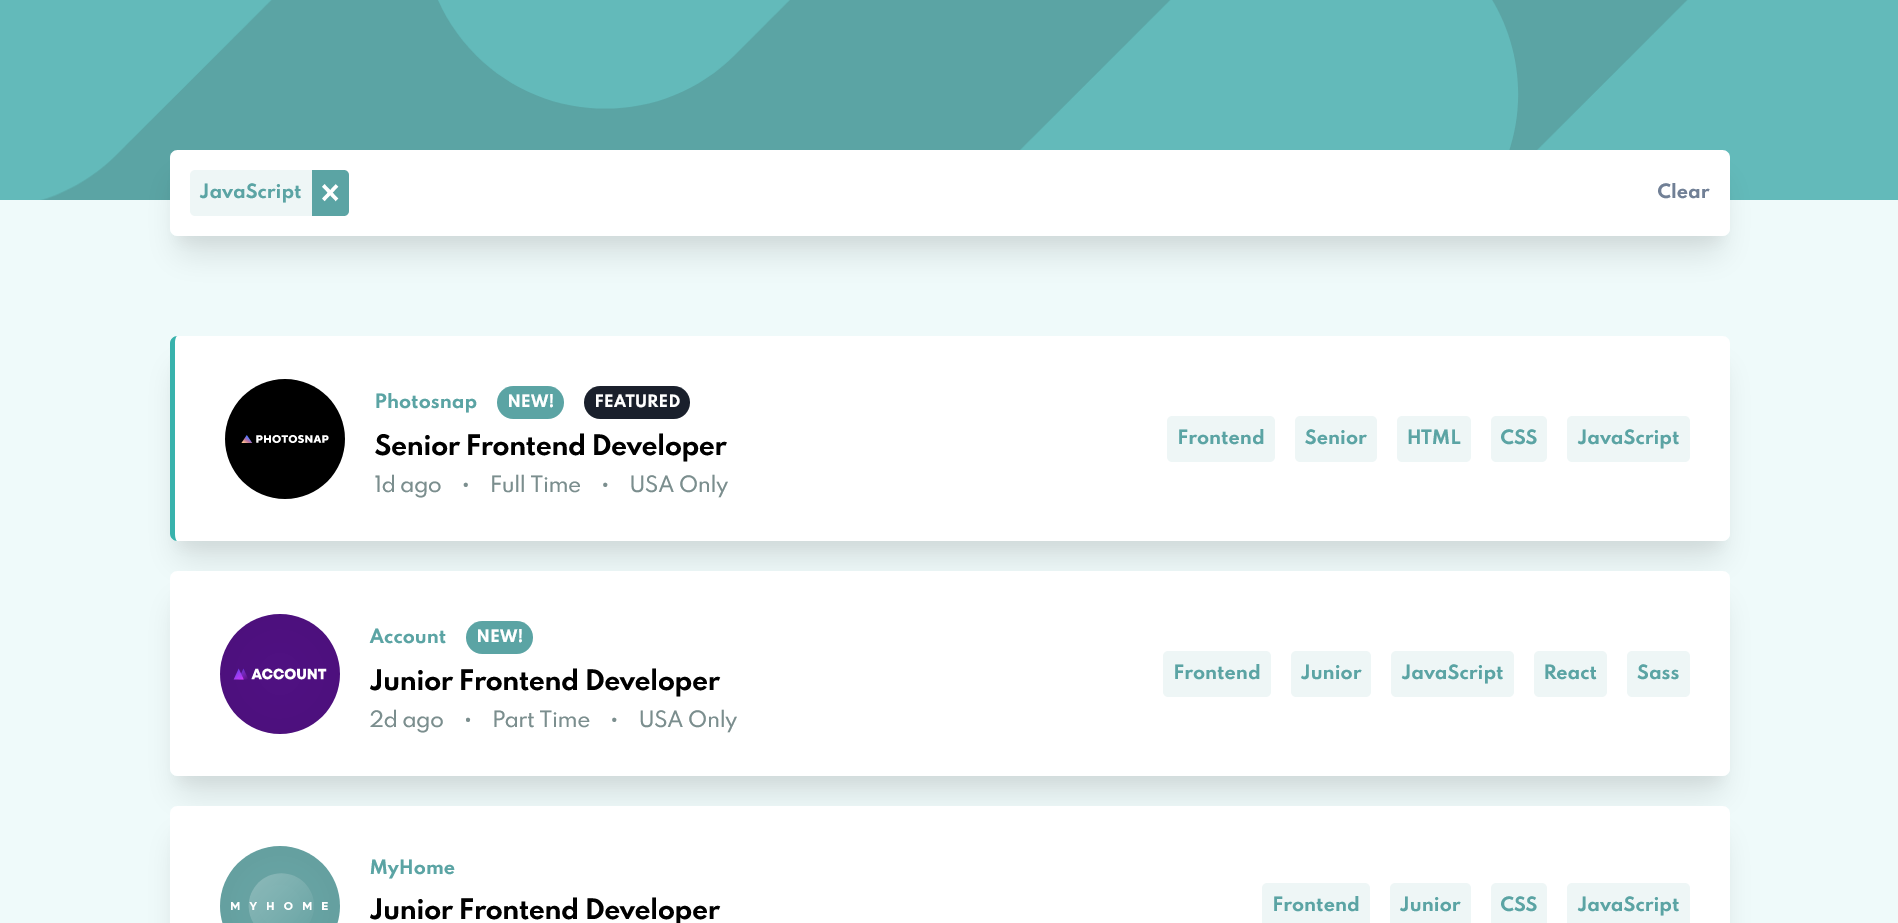 JavaScript
Clear
Photosnap NEW! FEATURED
PHOTOSNAP
Senior Frontend Developer
1d ago • Full Time • USA Only
Frontend Senior HTML CSS JavaScript
Account NEW!
ACCOUNT
Junior Frontend Developer
2d ago • Part Time • USA Only
Frontend Junior JavaScript React Sass
MyHome
MYHOME
Junior Frontend Developer
Frontend Junior CSS JavaScript